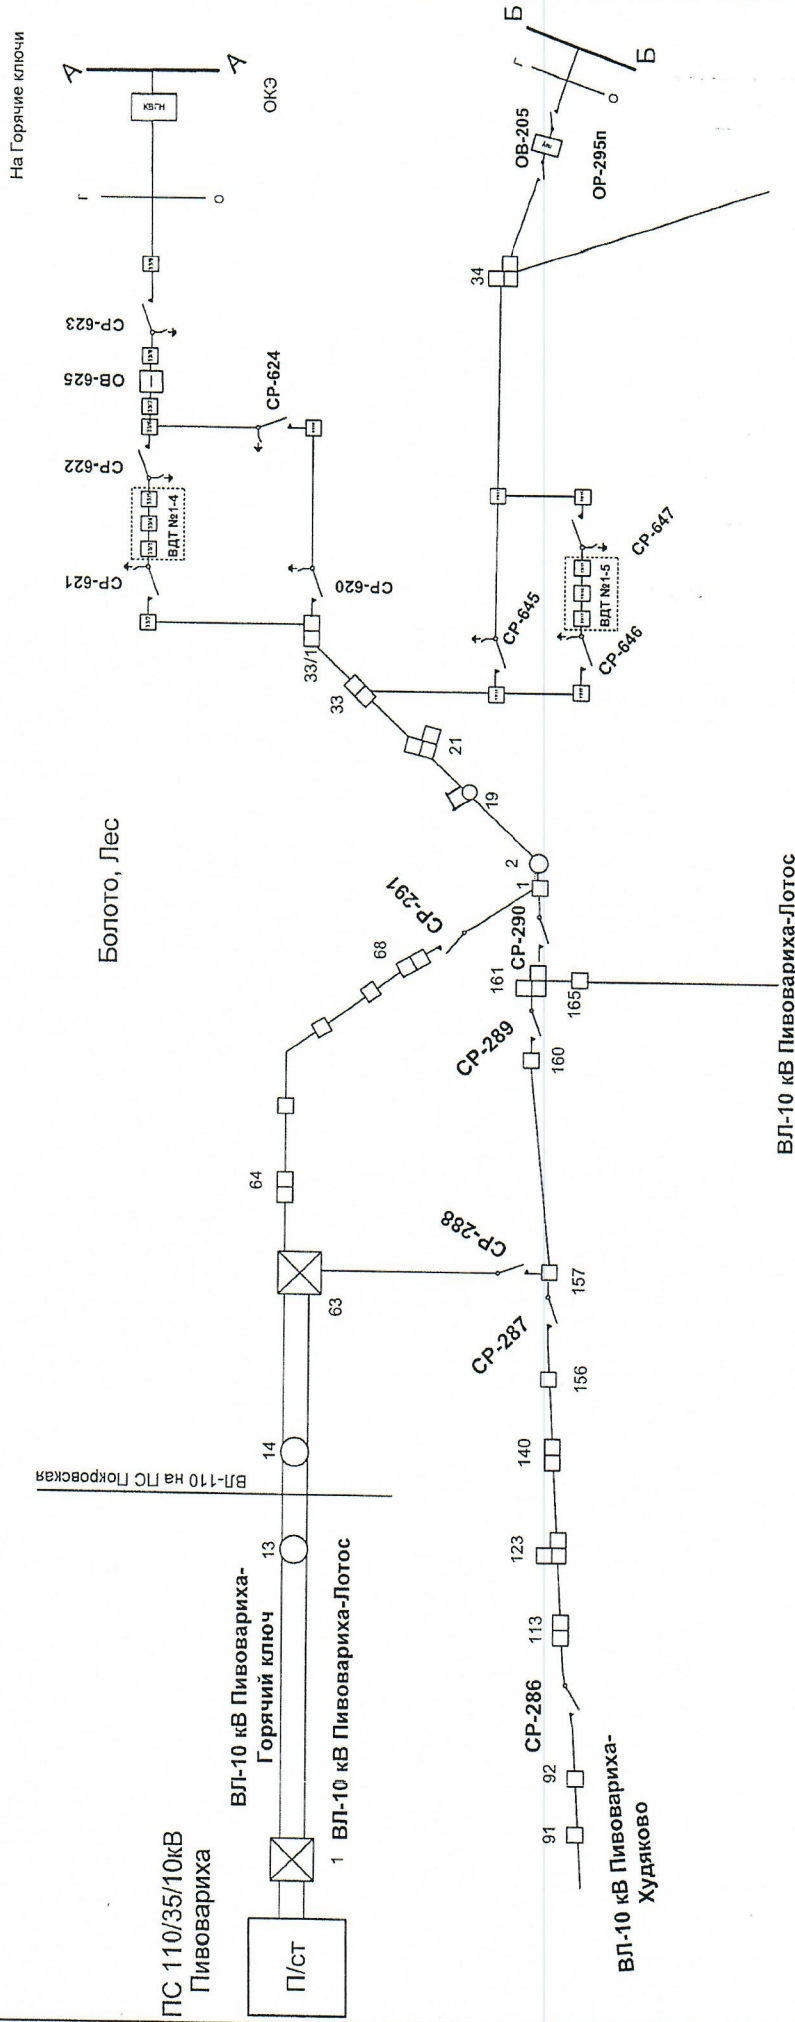 На Горячие ключи
А
А
ОКЭ
Г
О
СР-623
ОВ-625
СР-622
СР-624
ВДТ №1-4
СР-621
СР-620
33/1
33
21
19
2
1
Б
Б
Г
О
ОВ-205
ОР-295п
34
СР-647
ВДТ №1-5
СР-645
СР-646
Болото, Лес
СР-291
68
СР-290
161
165
СР-289
160
ВЛ-10 кВ Пивовариха-Лотос
64
63
СР-288
157
СР-287
156
140
123
113
СР-286
92
91
ВЛ-10 кВ Пивовариха-
Худяково
14
13
ВЛ-110 на ПС Покровская
ВЛ-10 кВ Пивовариха-
Горячий ключ
ВЛ-10 кВ Пивовариха-Лотос
1
ПС 110/35/10кВ
Пивовариха
П/ст